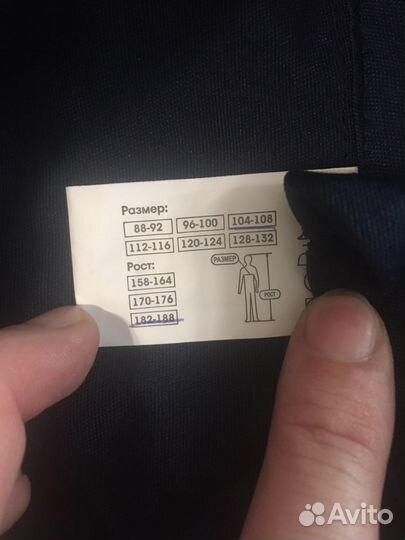 Размер:
88-92 96-100 104-108
112-116 120-124 128-132
Рост:
158-164
170-176
182-188
РАЗМЕР
РОСТ
Avito